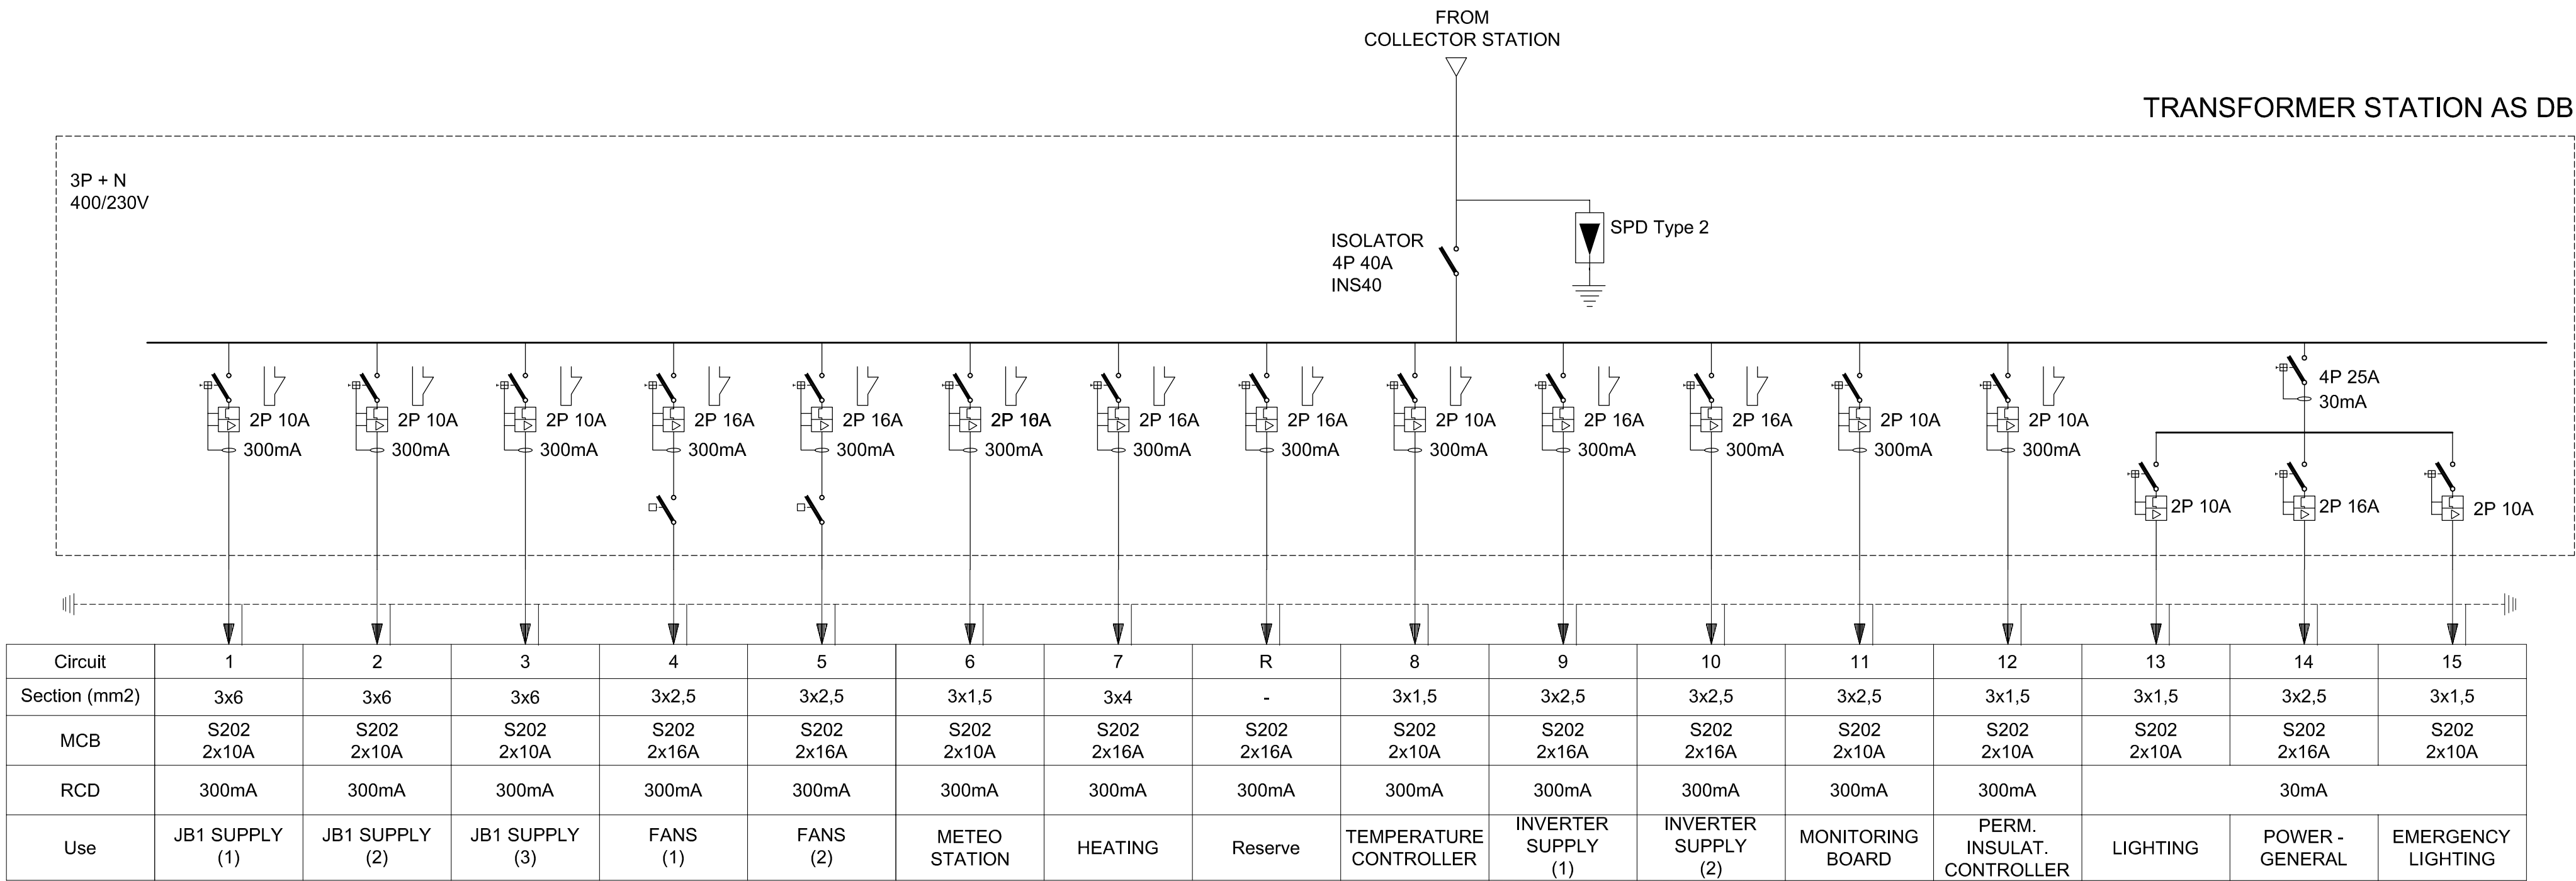 FROM
COLLECTOR STATION
TRANSFORMER STATION AS DB
3P + N
400/230V
ISOLATOR
4P 40A
INS40
SPD Type 2
2P 10A
300mA
2P 10A
300mA
2P 10A
300mA
2P 16A
300mA
2P 16A
300mA
300mA
2P 16A
300mA
2P 16A
300mA
2P 10A
300mA
2P 16A
300mA
2P 16A
300mA
2P 10A
300mA
2P 10A
300mA
4P 25A
30mA
2P 10A
2P 16A
2P 10A
Circuit 1 2 3 4 5 6 7 R 8 9 10 11 12 13 14 15
Section (mm2) 3x6 3x6 3x6 3x2,5 3x2,5 3x1,5 3x4 - 3x1,5 3x2,5 3x2,5 3x2,5 3x1,5 3x1,5 3x2,5 3x1,5
MCB
S202 S202 S202 S202 S202 S202 S202 S202 S202 S202 S202 S202 S202 S202 S202 S202
2x10A 2x10A 2x10A 2x16A 2x16A 2x10A 2x16A 2x16A 2x10A 2x16A 2x16A 2x10A 2x10A 2x10A 2x16A 2x10A
RCD 300mA 300mA 300mA 300mA 300mA 300mA 300mA 300mA 300mA 300mA 300mA 300mA 300mA 30mA
Use
JB1 SUPPLY
(1)
JB1 SUPPLY
(2)
JB1 SUPPLY
(3)
FANS
(1)
FANS
(2)
METEO
STATION
HEATING
Reserve
TEMPERATURE
CONTROLLER
INVERTER
SUPPLY
(1)
INVERTER
SUPPLY
(2)
MONITORING
BOARD
PERM.
INSULAT.
CONTROLLER
LIGHTING
POWER -
GENERAL
EMERGENCY
LIGHTING